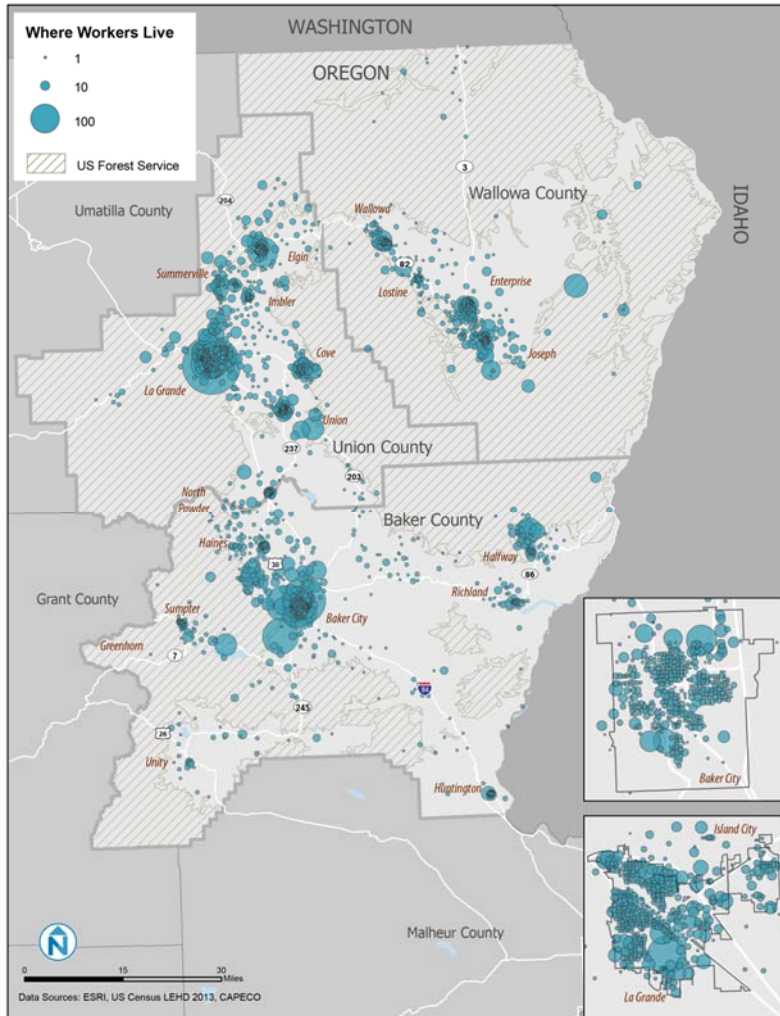 WASHINGTON
Where Workers Live
1
10
100
US Forest Service
OREGON
IDAHO
3
Wallowa County
204
Umatilla County
Wallowa
82
Elgin
Summerville
Lostine
Enterprise
Imbler
Cove
Joseph
La Grande
Union
237
Union County
203
North
Powder
Baker County
Haines
30
Halfway
86
Grant County
Richland
Sumpter
Baker City
Greenhorn
7
84
245
26
Unity
Huntington
Baker City
Island City
Malheur County
N
0
15
30
Miles
La Grande
Data Sources: ESRI, US Census LEHD 2013, CAPECO